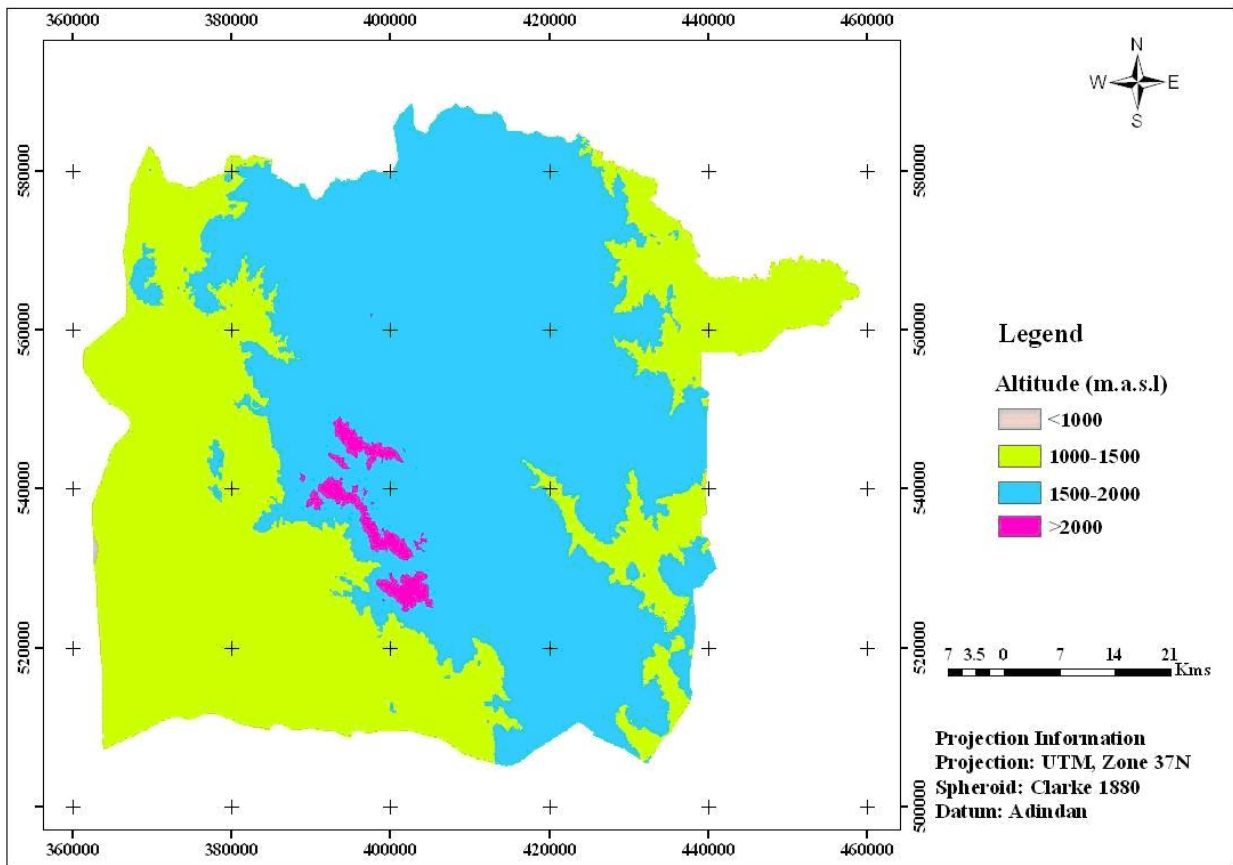 360000 380000 400000 420000 440000 460000
N
W E
S
580000 580000
560000 560000
540000 540000
520000 520000
500000
Legend
Altitude (m.a.s.l)
<1000
1000-1500
1500-2000
>2000
7 3.5 0 7 14 21
Kms
Projection Information
Projection: UTM, Zone 37N
Spheroid: Clarke 1880
Datum: Adindan
360000 380000 400000 420000 440000 460000